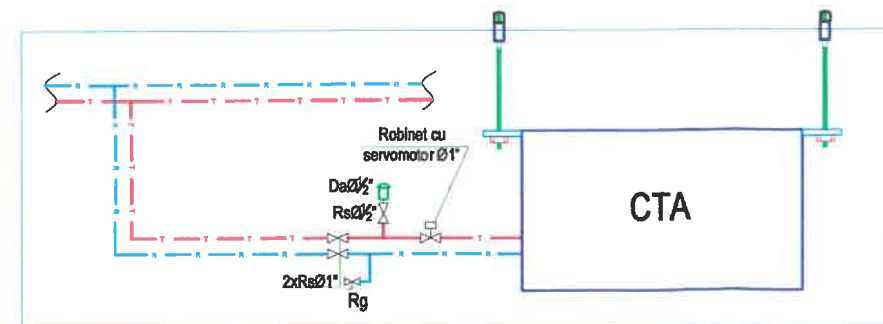 R R R R R R
T T T T T T
Robinet cu
servomotor Ø1"
DaØ½"
RsØ½"
CTA
T T T T T
R R R R R R
2xRsØ1"
Rg